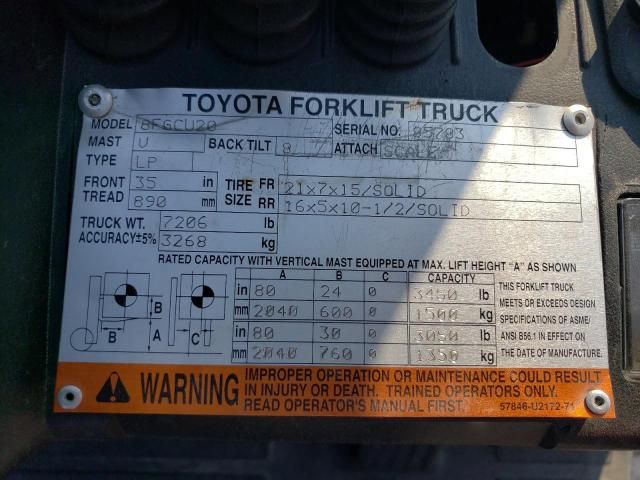 TOYOTA FORKLIFT TRUCK
MODEL 8FGCU20 SERIAL NO. 85783
MAST V BACK TILT 8 ATTACH SCALE
TYPE LP
FRONT 35 in TIRE FR 21x7x15/SOLID
TREAD 890 mm SIZE RR 16x5x10-1/2/SOLID
TRUCK WT. 7206 lb
ACCURACY±5% 3268 kg
RATED CAPACITY WITH VERTICAL MAST EQUIPPED AT MAX. LIFT HEIGHT "A" AS SHOWN
A B C CAPACITY
in 80 24 0 3450 lb
mm 2040 600 0 1500 kg
in 80 30 0 3050 lb
mm 2040 760 0 1350 kg
B B A C
THIS FORKLIFT TRUCK
MEETS OR EXCEEDS DESIGN
SPECIFICATIONS OF ASME/
ANSI B56.1 IN EFFECT ON
THE DATE OF MANUFACTURE.
WARNING
IMPROPER OPERATION OR MAINTENANCE COULD RESULT
IN INJURY OR DEATH. TRAINED OPERATORS ONLY.
READ OPERATOR'S MANUAL FIRST.
57846-U2172-71